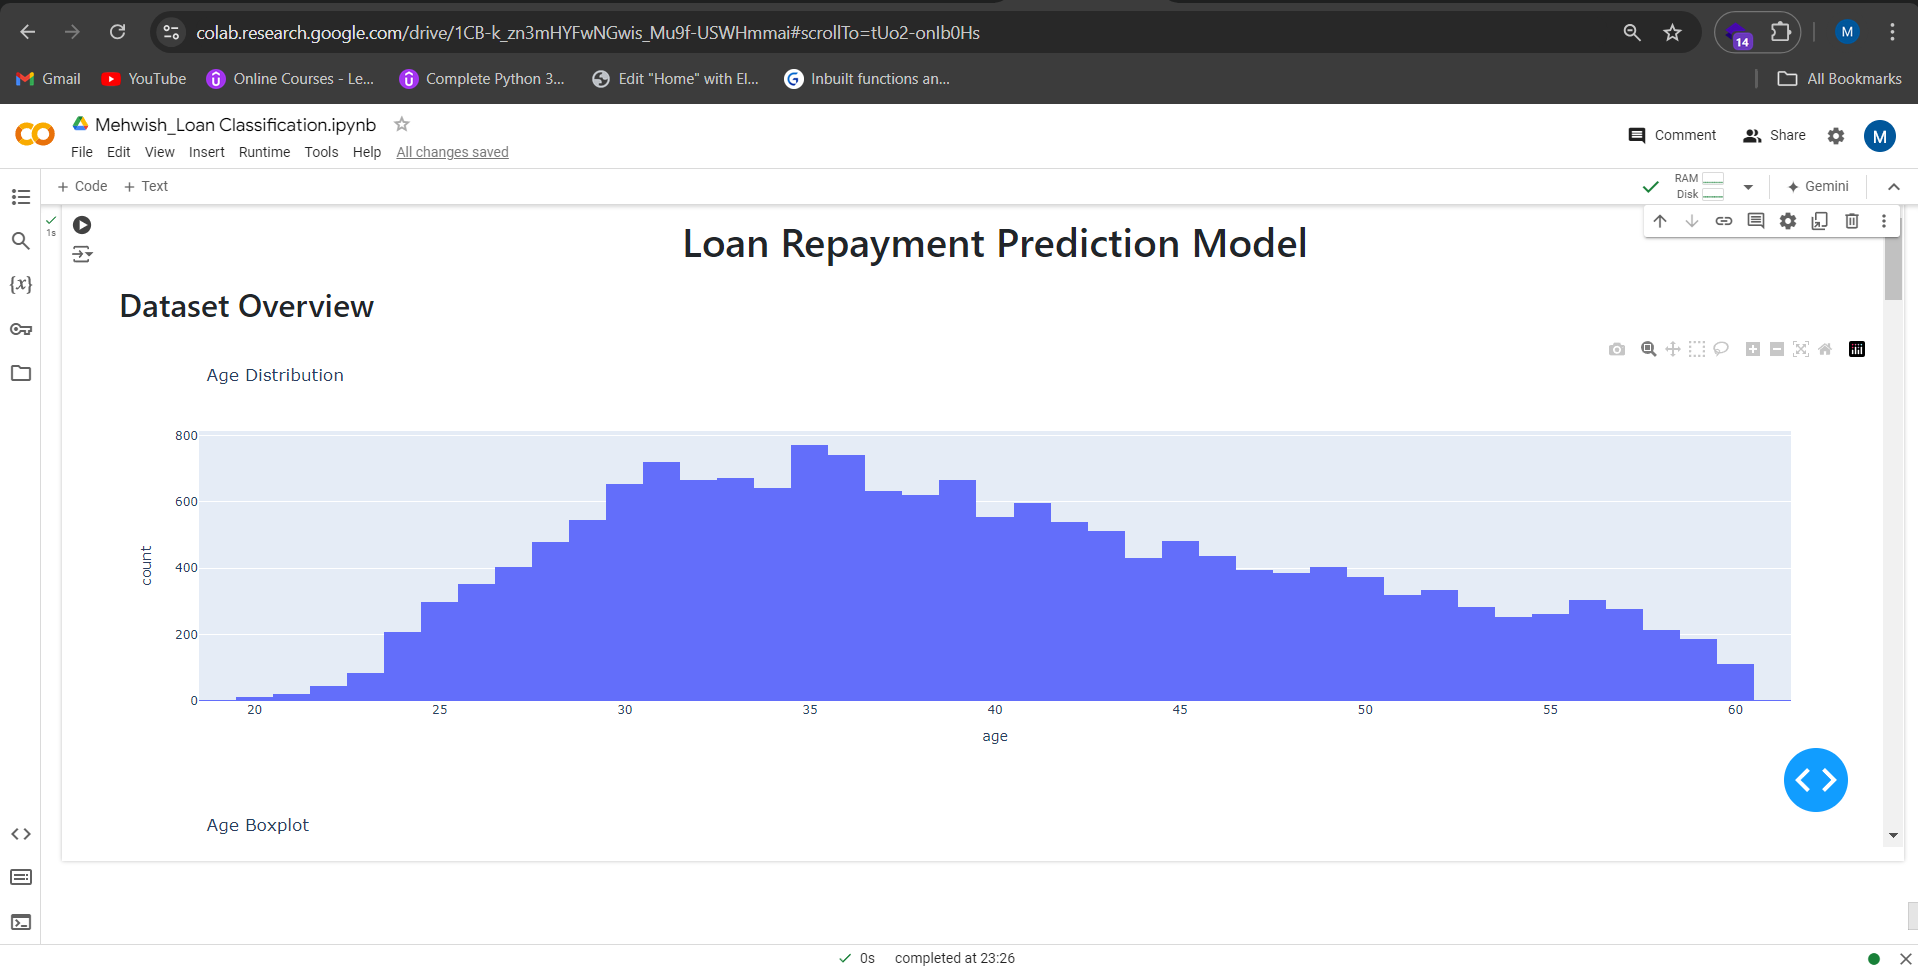 colab.research.google.com/drive/1CB-k_zn3mHYFwNGwis_Mu9f-USWHmmai#scrollTo=tUo2-onIb0Hs
14
M
Gmail
YouTube
Online Courses - Le...
Complete Python 3...
Edit "Home" with El...
Inbuilt functions an...
All Bookmarks
Mehwish_Loan Classification.ipynb
Comment
Share
M
File Edit View Insert Runtime Tools Help All changes saved
+ Code + Text
RAM
Disk
Gemini
1s
{x}
Loan Repayment Prediction Model
Dataset Overview
Age Distribution
800
600
400
200
0
count
20 25 30 35 40 45 50 55 60
age
Age Boxplot
0s completed at 23:26